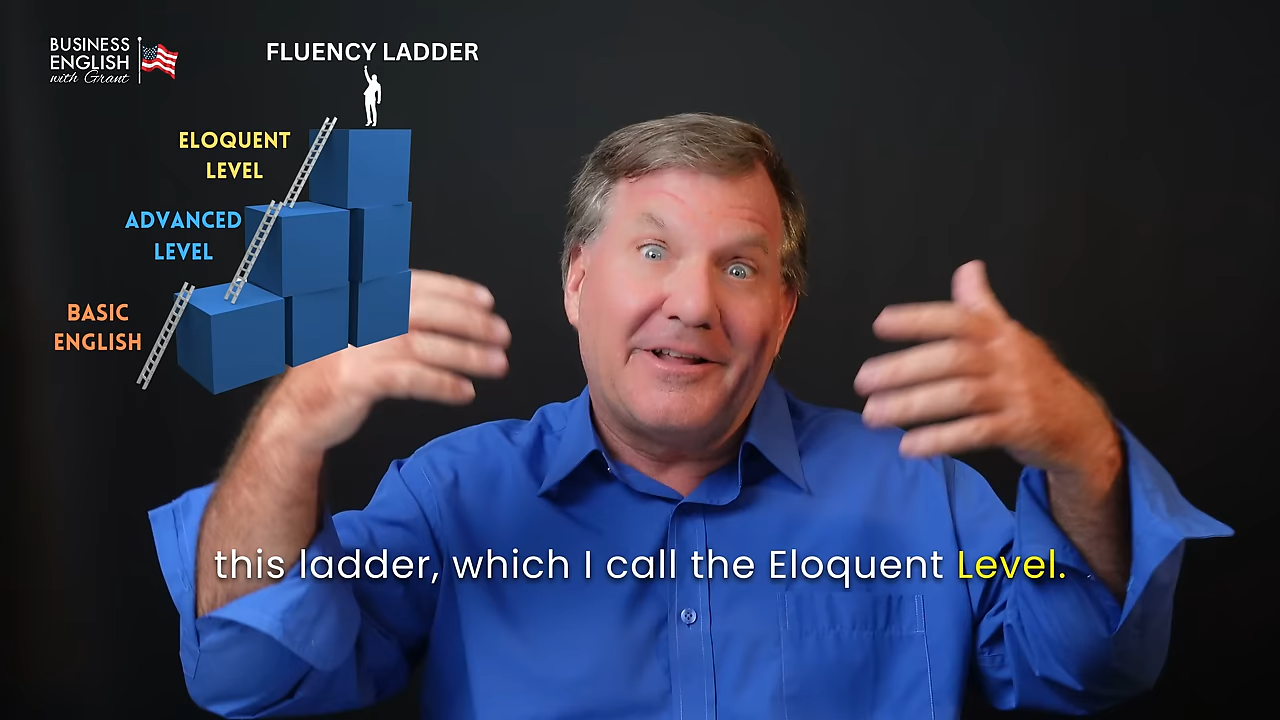 BUSINESS
ENGLISH
with Grant
FLUENCY LADDER
ELOQUENT
LEVEL
ADVANCED
LEVEL
BASIC
ENGLISH
this ladder, which I call the Eloquent Level.